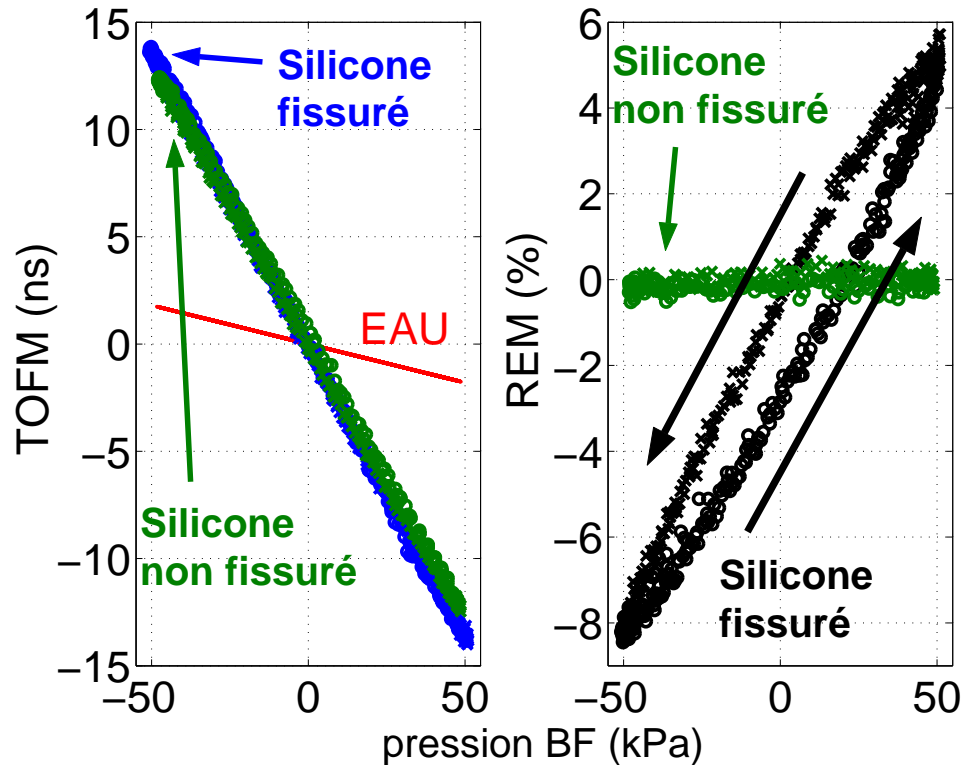 15
10
5
0
−5
−10
−15
−50
0
50
TOFM (ns)
Silicone
fissuré
EAU
Silicone
non fissuré
6
4
2
0
−2
−4
−6
−8
−50
0
50
REM (%)
Silicone
non fissuré
Silicone
fissuré
pression BF (kPa)